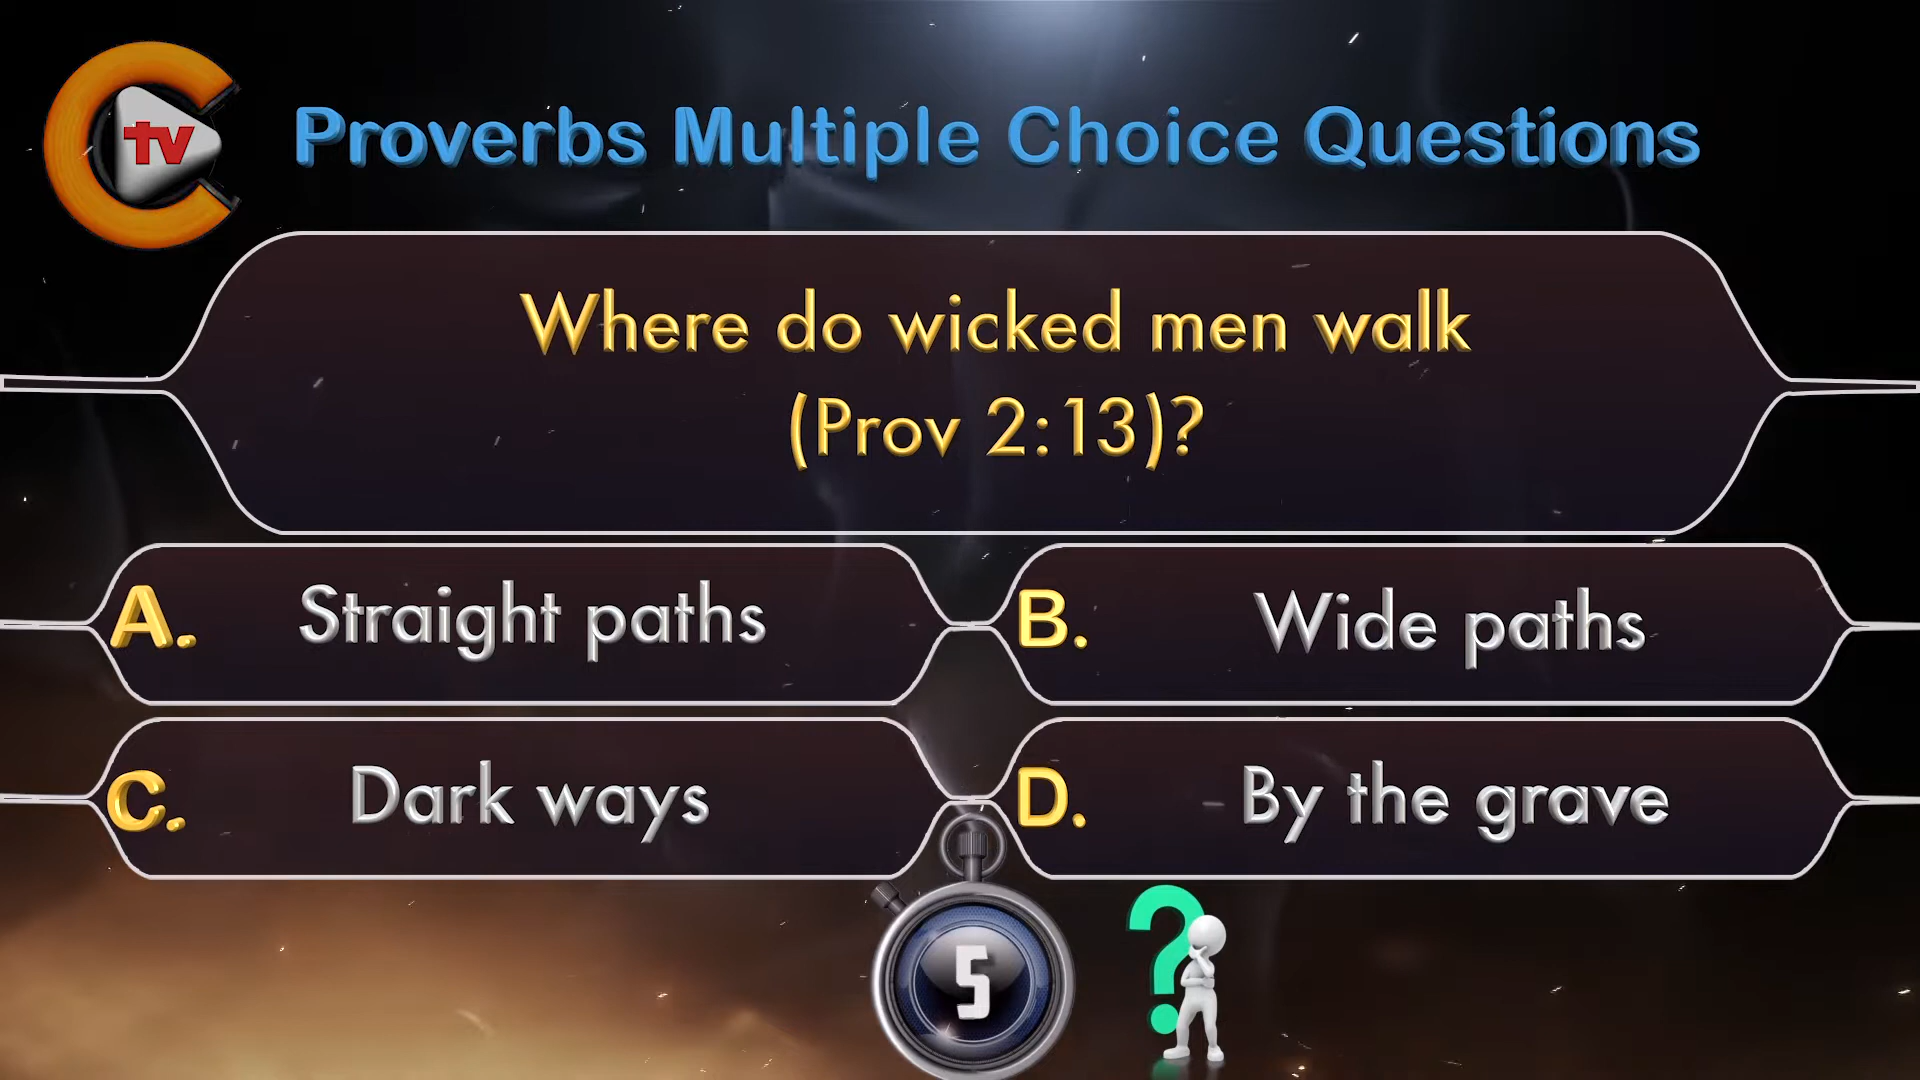 tv
Proverbs Multiple Choice Questions
Where do wicked men walk
(Prov 2:13)?
A. Straight paths
B. Wide paths
C. Dark ways
D. By the grave
5
?